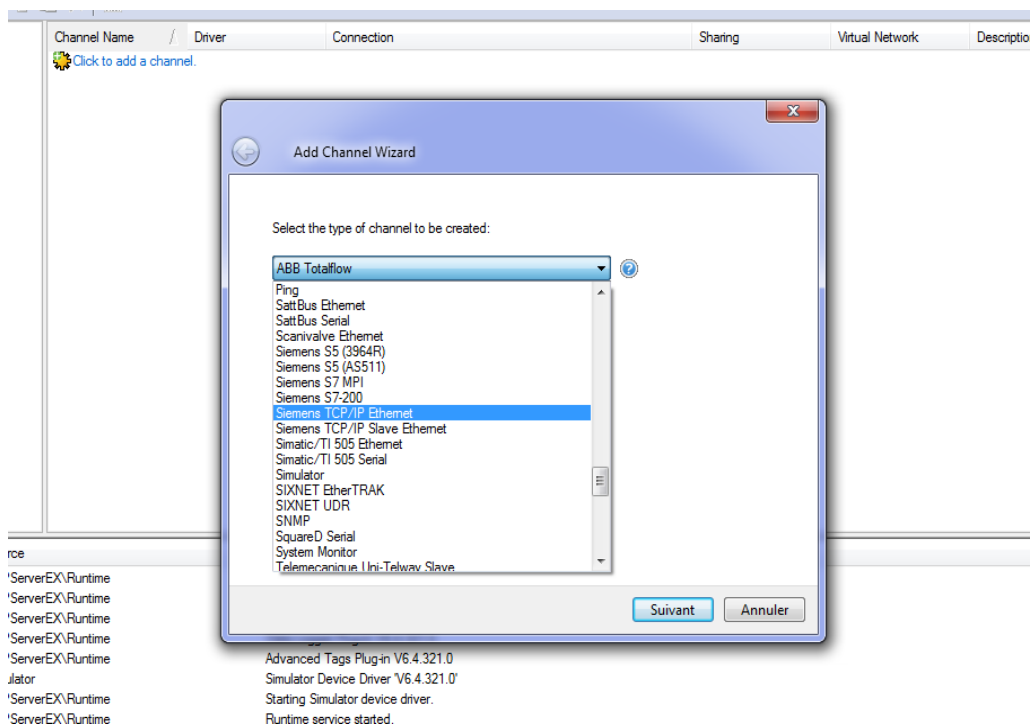 Channel Name / Driver Connection Sharing Virtual Network Descriptio
Click to add a channel.
Add Channel Wizard
Select the type of channel to be created:
ABB Totalflow
Ping
SattBus Ethernet
SattBus Serial
Scanivalve Ethernet
Siemens S5 (3964R)
Siemens S5 (AS511)
Siemens S7 MPI
Siemens S7-200
Siemens TCP/IP Ethernet
Siemens TCP/IP Slave Ethernet
Simatic/TI 505 Ethernet
Simatic/TI 505 Serial
Simulator
SIXNET EtherTRAK
SIXNET UDR
SNMP
SquareD Serial
System Monitor
Telemecanique Uni-Telway Slave
Suivant Annuler
rce
'ServerEX\Runtime
'ServerEX\Runtime
'ServerEX\Runtime
'ServerEX\Runtime
'ServerEX\Runtime Advanced Tags Plug-in V6.4.321.0
ulator Simulator Device Driver 'V6.4.321.0'
'ServerEX\Runtime Starting Simulator device driver.
'ServerEX\Runtime Runtime service started.